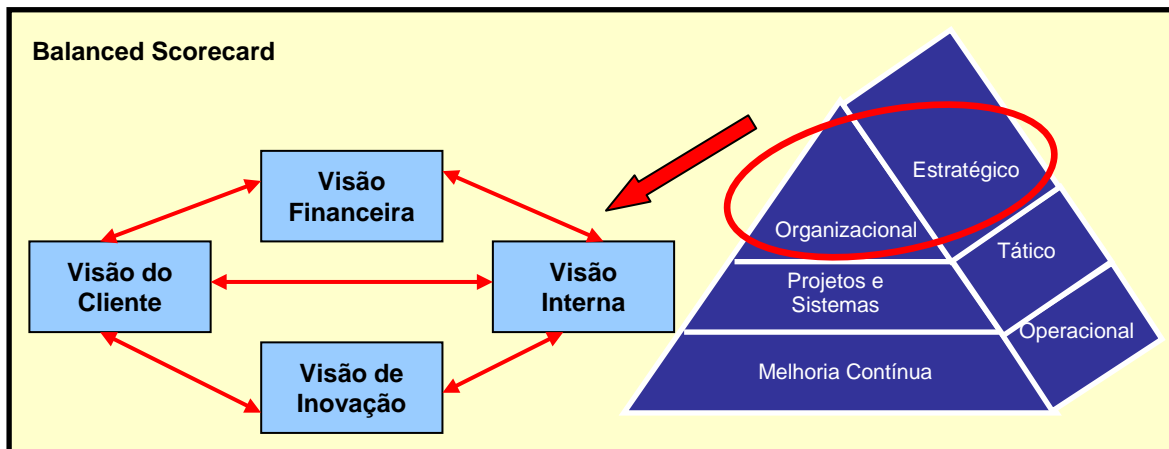 Balanced Scorecard
Visão
Financeira
Visão do
Cliente
Visão
Interna
Visão de
Inovação
Estratégico
Organizacional
Tático
Projetos e
Sistemas
Operacional
Melhoria Contínua